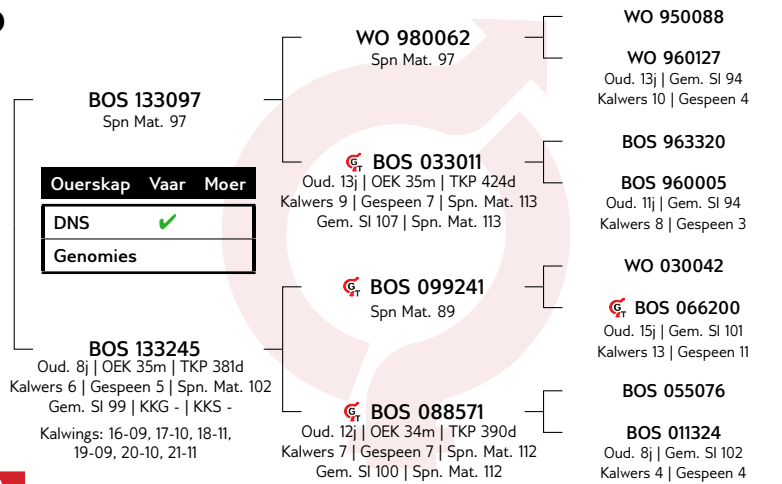 BOS 133097
Spn Mat. 97
Ouerskap Vaar Moer
DNS ✔
Genomies
BOS 133245
Oud. 8j | OEK 35m | TKP 381d
Kalwers 6 | Gespeen 5 | Spn. Mat. 102
Gem. SI 99 | KKG - | KKS -
Kalwings: 16-09, 17-10, 18-11,
19-09, 20-10, 21-11
WO 980062
Spn Mat. 97
GT BOS 033011
Oud. 13j | OEK 35m | TKP 424d
Kalwers 9 | Gespeen 7 | Spn. Mat. 113
Gem. SI 107 | Spn. Mat. 113
GT BOS 099241
Spn Mat. 89
GT BOS 088571
Oud. 12j | OEK 34m | TKP 390d
Kalwers 7 | Gespeen 7 | Spn. Mat. 112
Gem. SI 100 | Spn. Mat. 112
WO 950088
WO 960127
Oud. 13j | Gem. SI 94
Kalwers 10 | Gespeen 4
BOS 963320
BOS 960005
Oud. 11j | Gem. SI 94
Kalwers 8 | Gespeen 3
WO 030042
GT BOS 066200
Oud. 15j | Gem. SI 101
Kalwers 13 | Gespeen 11
BOS 055076
BOS 011324
Oud. 8j | Gem. SI 102
Kalwers 4 | Gespeen 4